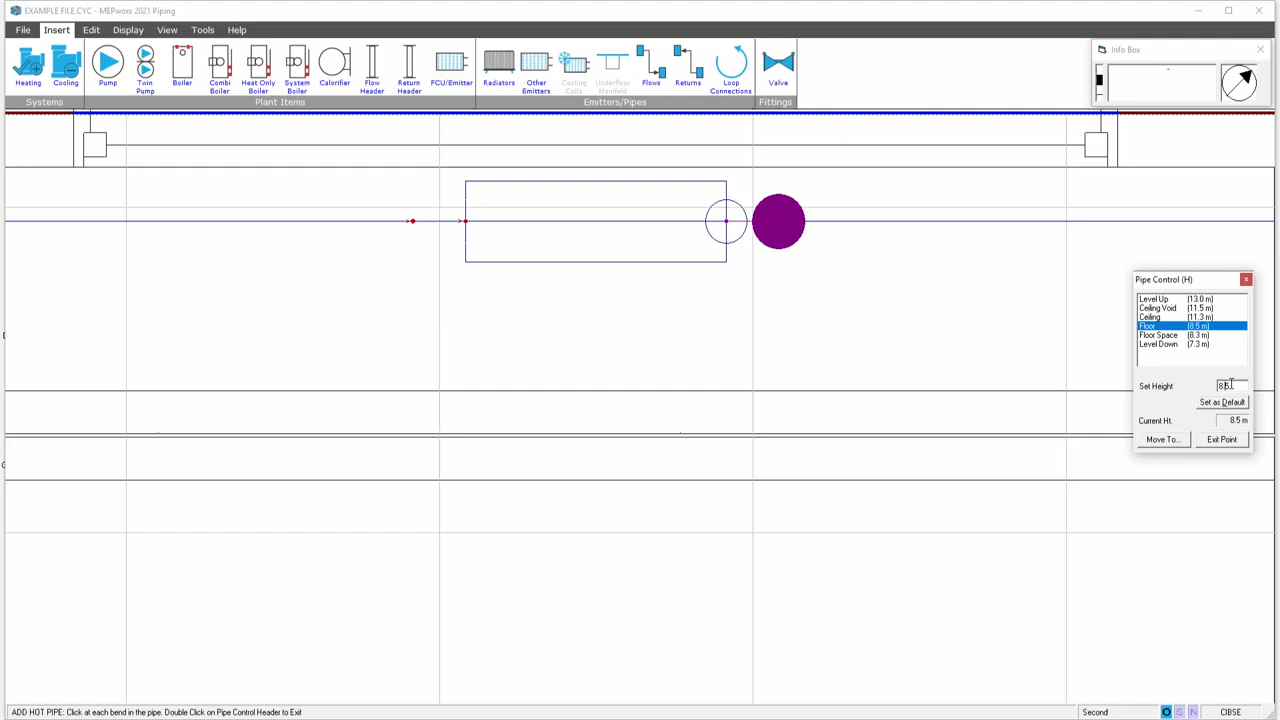 EXAMPLE FILE.CYC - MEPworx 2021 Piping
File Insert Edit Display View Tools Help
Heating
Cooling
Systems
Pump
Twin Pump
Boiler
Combi Boiler
Heat Only Boiler
System Boiler
Calorifier
Flow Header
Return Header
FCU/Emitter
Plant Items
Radiators
Other Emitters
Ceiling Coils
Underfloor Manifold
Flows
Returns
Loop Connections
Emitters/Pipes
Valve
Fittings
Info Box
Pipe Control (H)
Level Up (13.0 m)
Ceiling Void (11.5 m)
Ceiling (11.3 m)
Floor (8.5 m)
Floor Space (8.3 m)
Level Down (7.3 m)
Set Height
Set as Default
Current Ht. 8.5 m
Move To... Exit Point
ADD HOT PIPE: Click at each bend in the pipe. Double Click on Pipe Control Header to Exit
Second O S N CIBSE